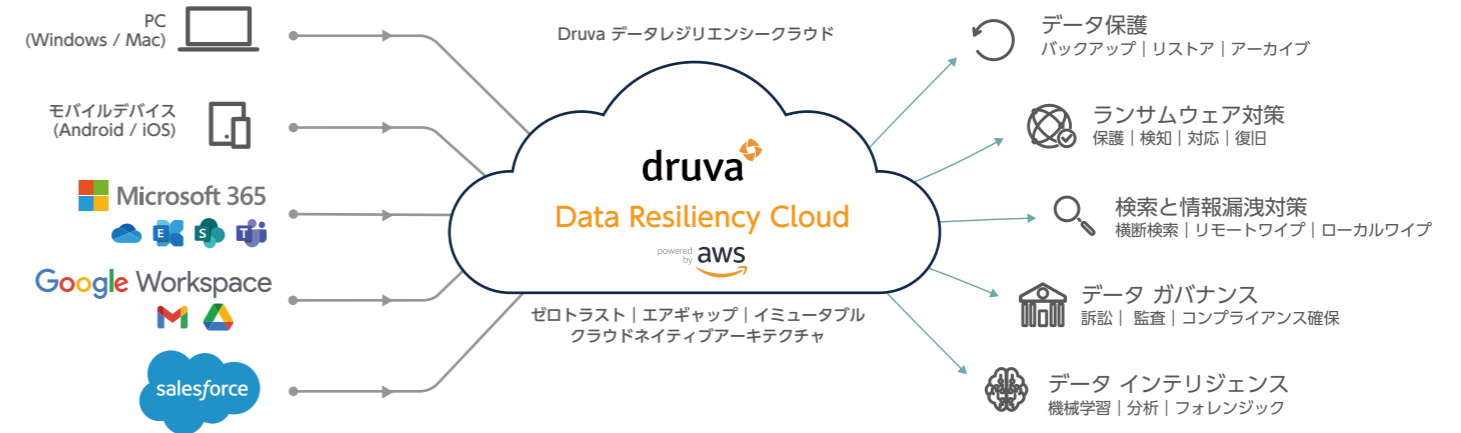 PC
(Windows / Mac)
モバイルデバイス
(Android / iOS)
Microsoft 365
E
S
T
Google Workspace
salesforce
Druva データレジリエンシークラウド
druva
Data Resiliency Cloud
powered
by aws
ゼロトラスト｜エアギャップ｜イミュータブル
クラウドネイティブアーキテクチャ
データ保護
バックアップ｜リストア｜アーカイブ
ランサムウェア対策
保護｜検知｜対応｜復旧
検索と情報漏洩対策
横断検索｜リモートワイプ｜ローカルワイプ
データ ガバナンス
訴訟｜ 監査｜コンプライアンス確保
データ インテリジェンス
機械学習｜分析｜フォレンジック